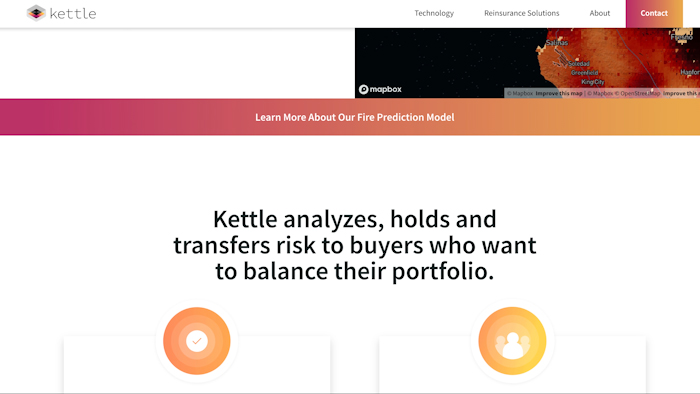 kettle
Technology Reinsurance Solutions About Contact
Salinas
Fresno
Soledad
Greenfield
King City
Hanfor
mapbox
© Mapbox Improve this map | © Mapbox © OpenStreetMap Improve this
Learn More About Our Fire Prediction Model
Kettle analyzes, holds and
transfers risk to buyers who want
to balance their portfolio.